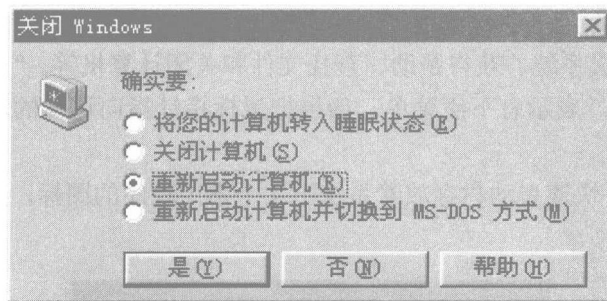 关闭 Windows
确实要:
将您的计算机转入睡眠状态(E)
关闭计算机(S)
重新启动计算机(R)
重新启动计算机并切换到 MS-DOS 方式(M)
是(Y) 否(N) 帮助(H)